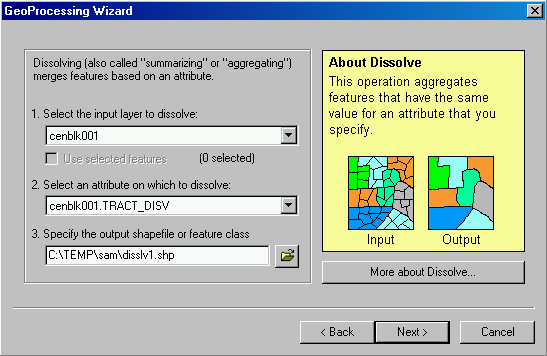 GeoProcessing Wizard
Dissolving (also called "summarizing" or "aggregating")
merges features based on an attribute.
1. Select the input layer to dissolve:
cenblk001
Use selected features (0 selected)
2. Select an attribute on which to dissolve:
cenblk001.TRACT_DISV
3. Specify the output shapefile or feature class
C:\TEMP\sam\disslv1.shp
About Dissolve
This operation aggregates
features that have the same
value for an attribute that you
specify.
Input Output
More about Dissolve...
< Back Next > Cancel